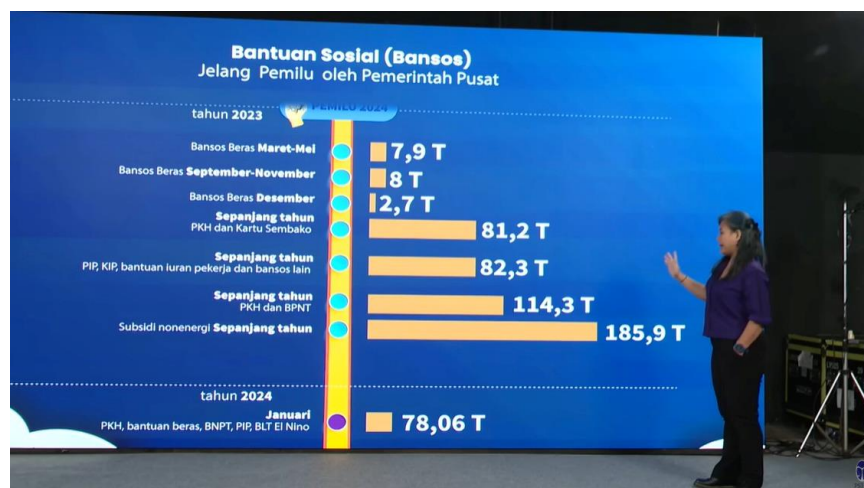 Bantuan Sosial (Bansos)
Jelang Pemilu oleh Pemerintah Pusat
PEMILU 2024
tahun 2023
Bansos Beras Maret-Mei
7,9 T
Bansos Beras September-November
8 T
Bansos Beras Desember
2,7 T
Sepanjang tahun
PKH dan Kartu Sembako
81,2 T
Sepanjang tahun
PIP, KIP, bantuan iuran pekerja dan bansos lain
82,3 T
Sepanjang tahun
PKH dan BPNT
114,3 T
Subsidi nonenergi Sepanjang tahun
185,9 T
tahun 2024
Januari
PKH, bantuan beras, BNPT, PIP, BLT El Nino
78,06 T